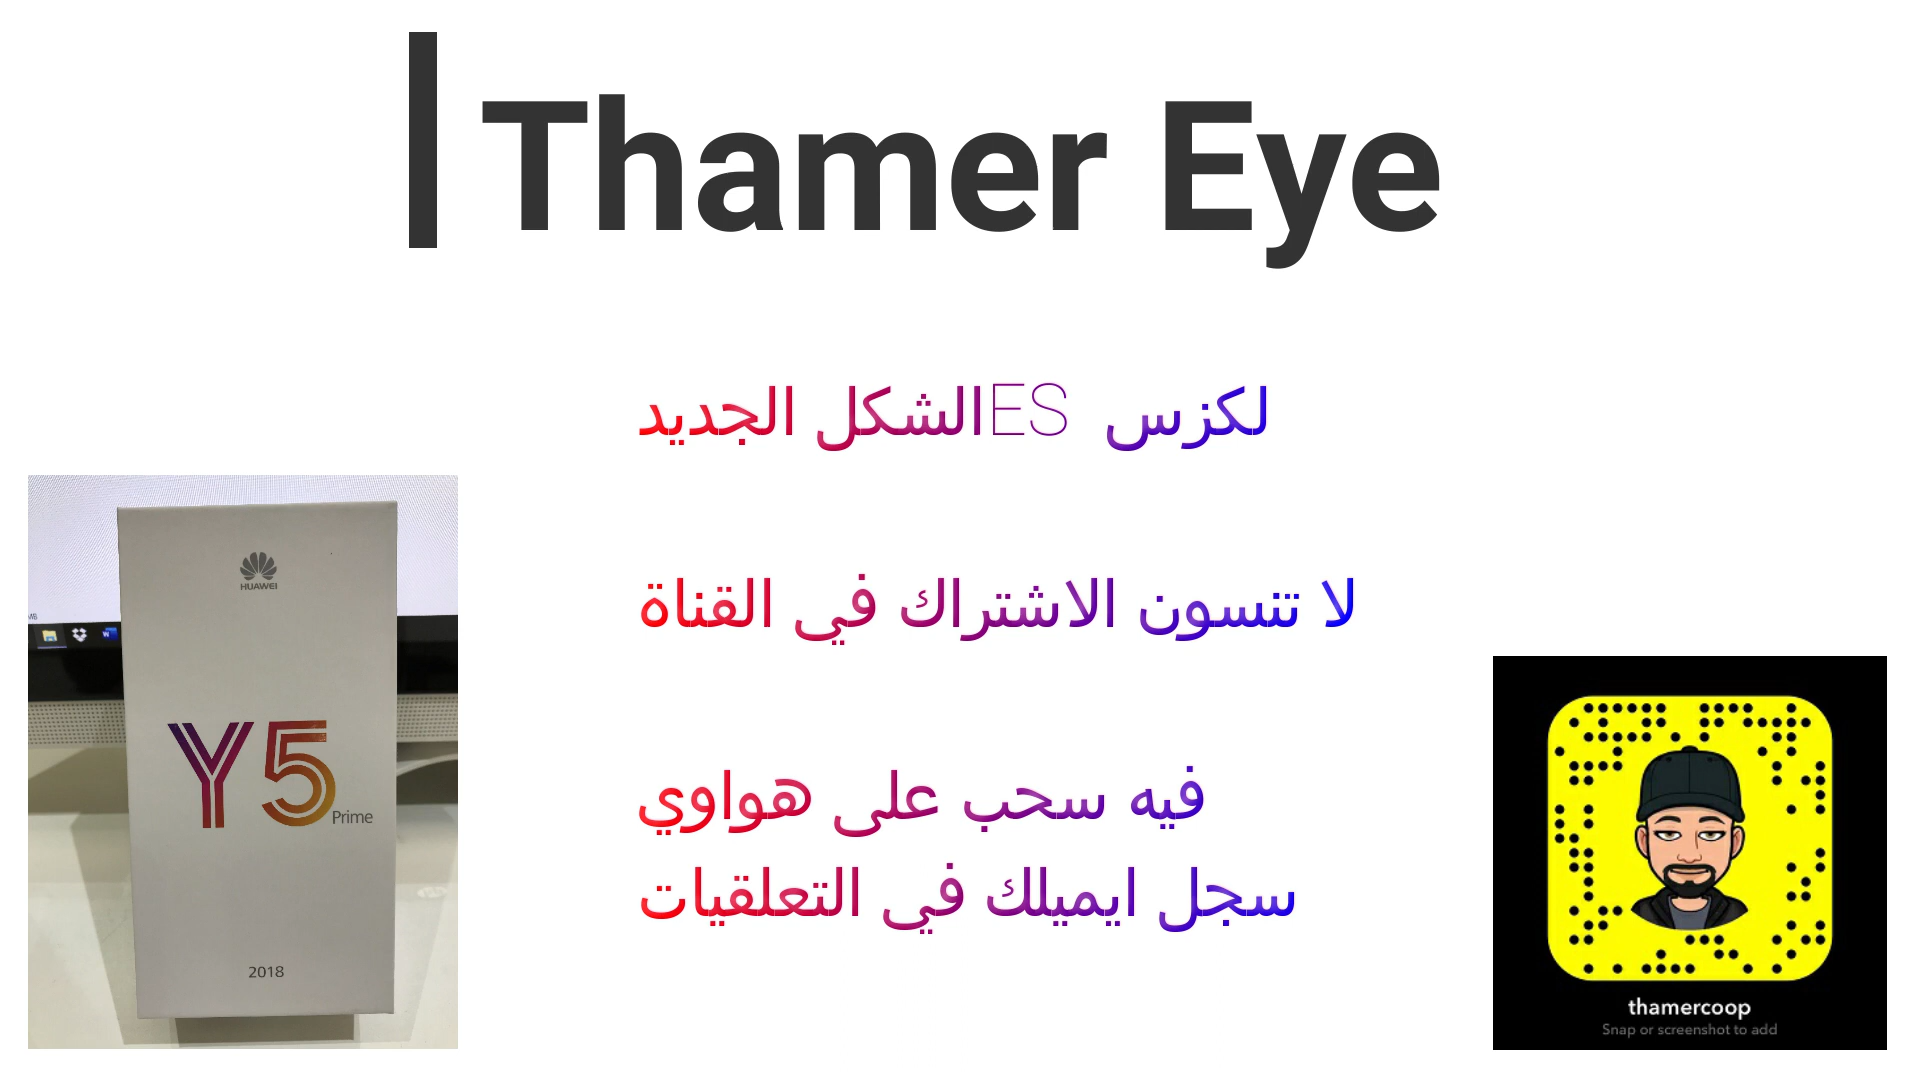 Thamer Eye
لكزس ES الشكل الجديد
لا تنسون الاشتراك في القناة
فيه سحب على هواوي
سجل ايميلك في التعلقيات
HUAWEI
Y5
Prime
2018
thamercoop
Snap or screenshot to add